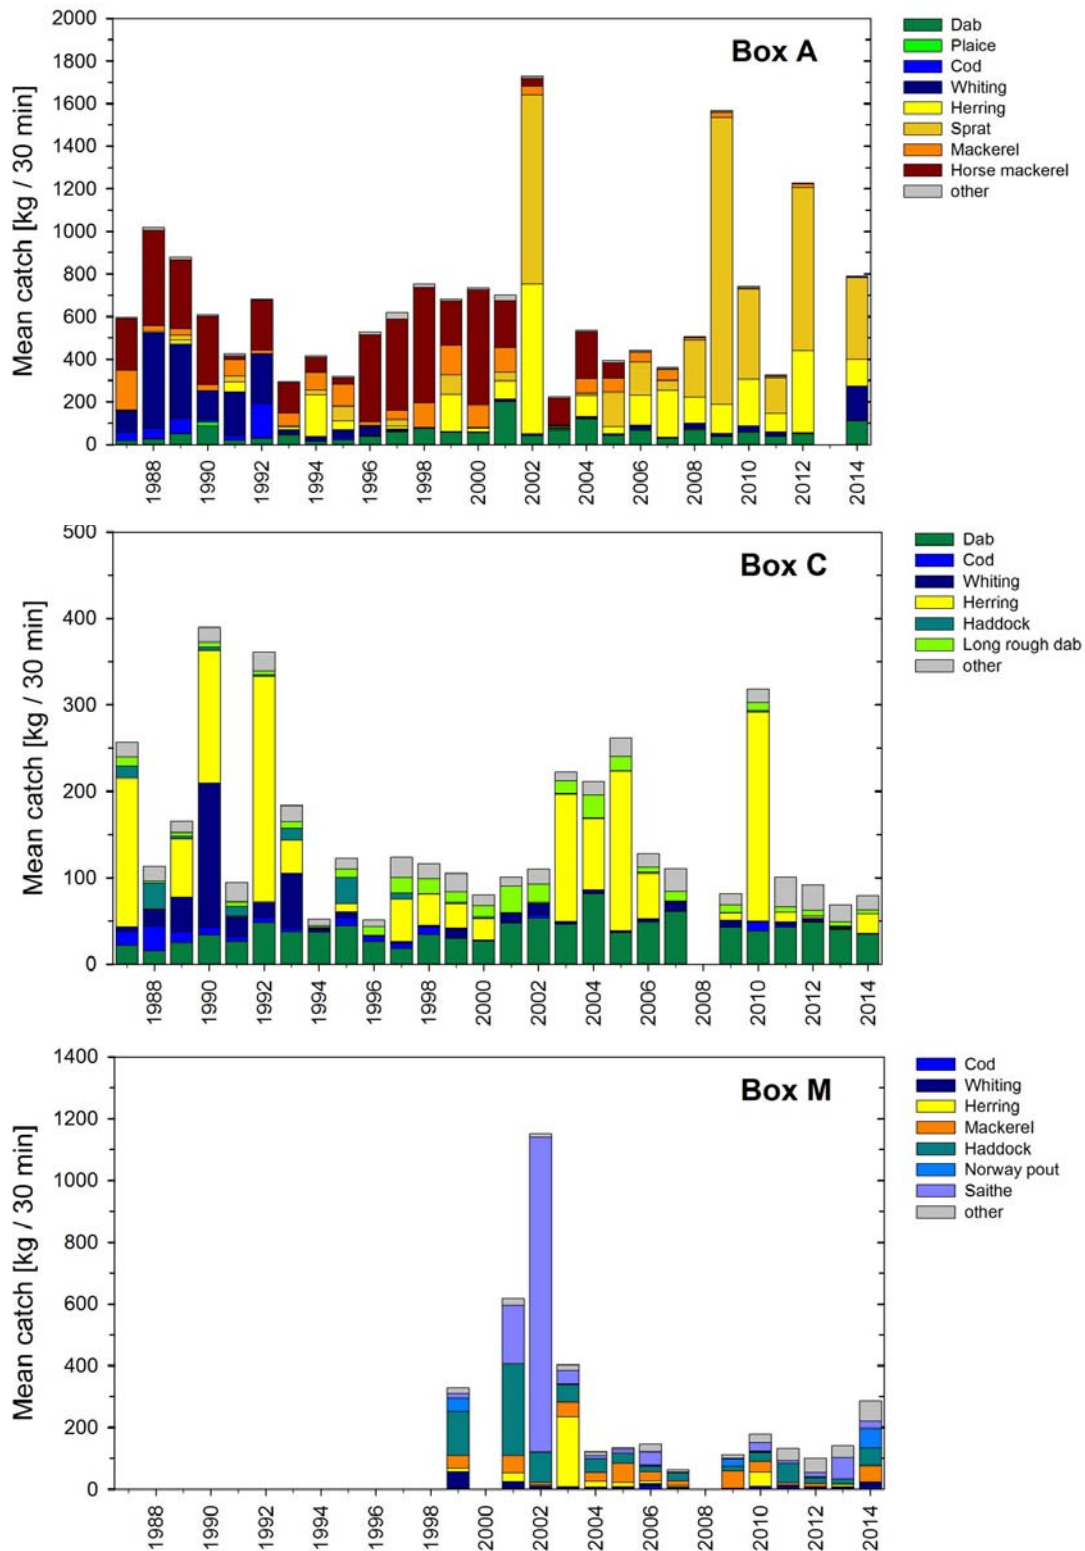 2000
1800
1600
1400
1200
1000
800
600
400
200
0
Mean catch [kg / 30 min]
Box A
1988
1990
1992
1994
1996
1998
2000
2002
2004
2006
2008
2010
2012
2014
Dab
Plaice
Cod
Whiting
Herring
Sprat
Mackerel
Horse mackerel
other
500
400
300
200
100
0
Mean catch [kg / 30 min]
Box C
1988
1990
1992
1994
1996
1998
2000
2002
2004
2006
2008
2010
2012
2014
Dab
Cod
Whiting
Herring
Haddock
Long rough dab
other
1400
1200
1000
800
600
400
200
0
Mean catch [kg / 30 min]
Box M
1988
1990
1992
1994
1996
1998
2000
2002
2004
2006
2008
2010
2012
2014
Cod
Whiting
Herring
Mackerel
Haddock
Norway pout
Saithe
other